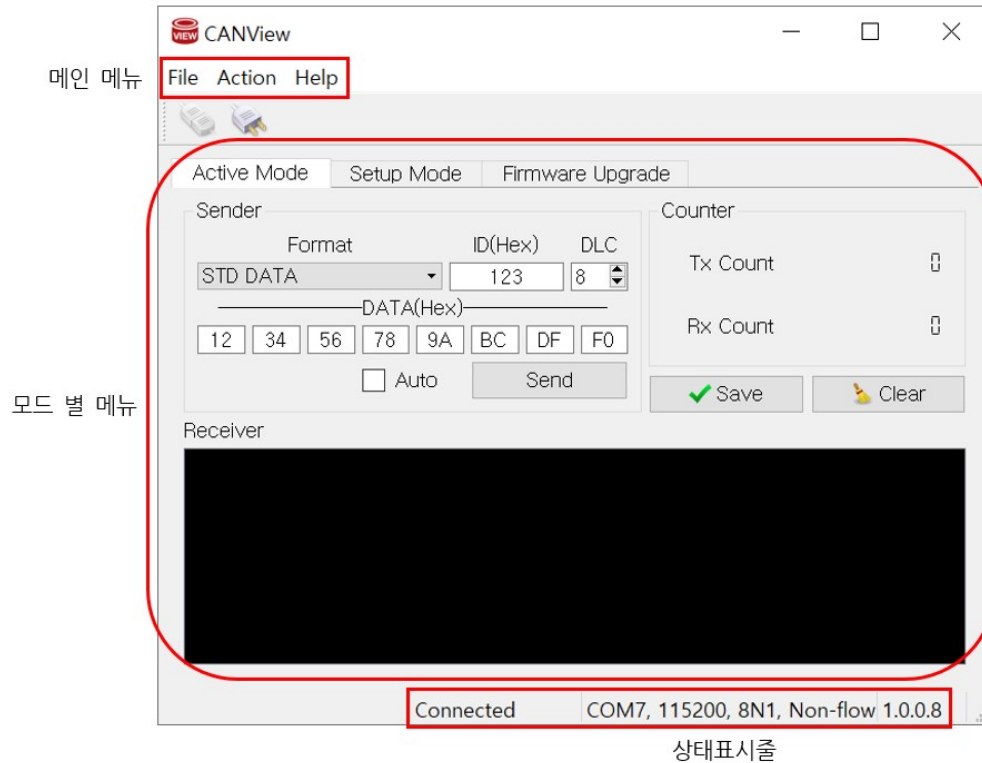 VIEW CANView
메인 메뉴
File Action Help
Active Mode Setup Mode Firmware Upgrade
Sender
Counter
Format ID(Hex) DLC
STD DATA 123 8
Tx Count 0
DATA(Hex)
12 34 56 78 9A BC DF F0
Rx Count 0
Auto Send
Save Clear
모드 별 메뉴
Receiver
Connected COM7, 115200, 8N1, Non-flow 1.0.0.8
상태표시줄